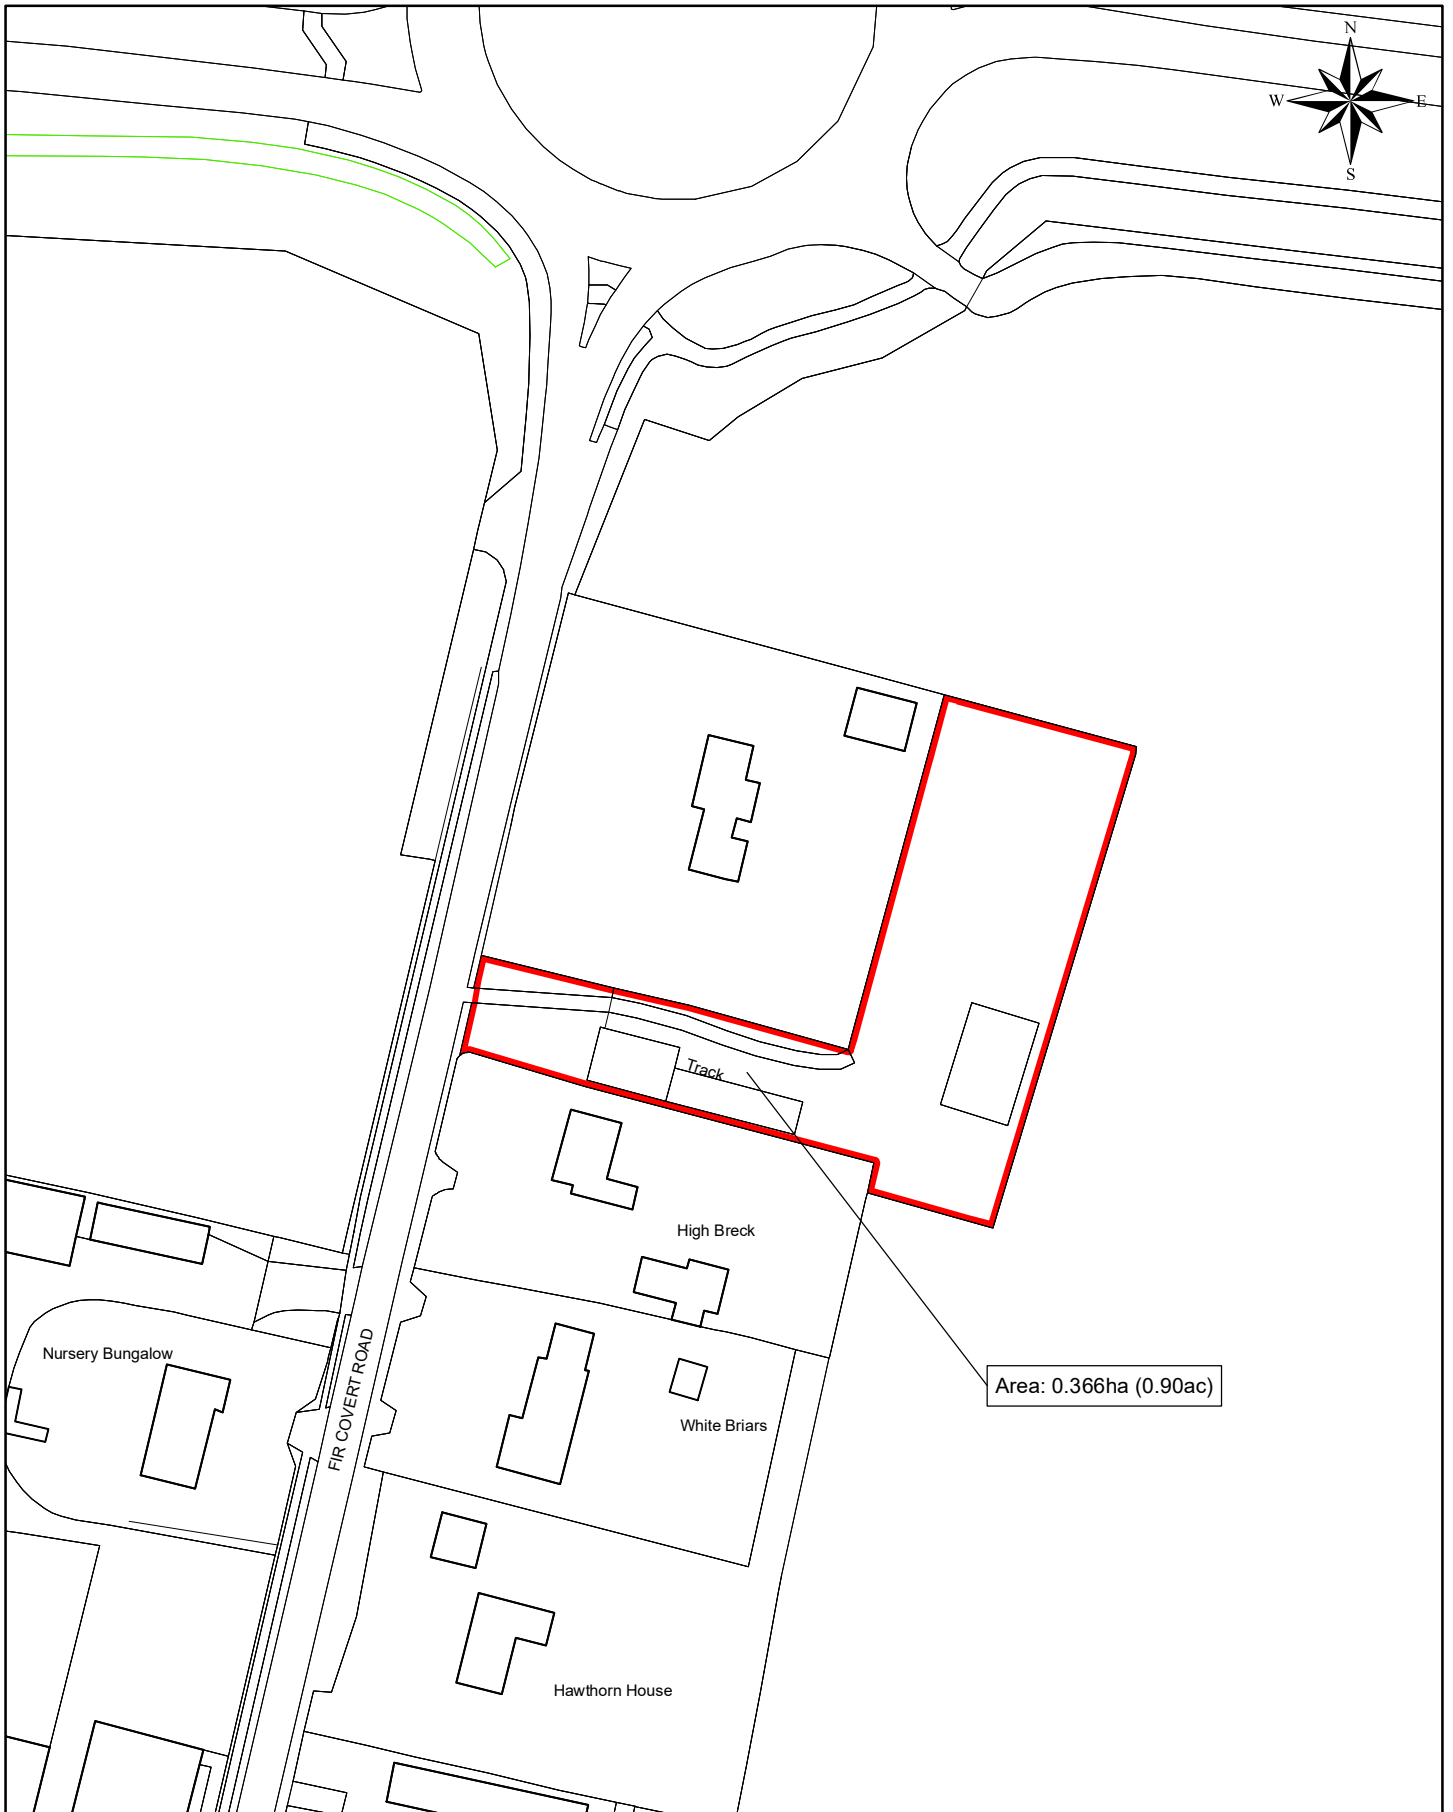 N
W
E
S
Track
High Breck
Nursery Bungalow
FIR COVERT ROAD
Area: 0.366ha (0.90ac)
White Briars
Hawthorn House